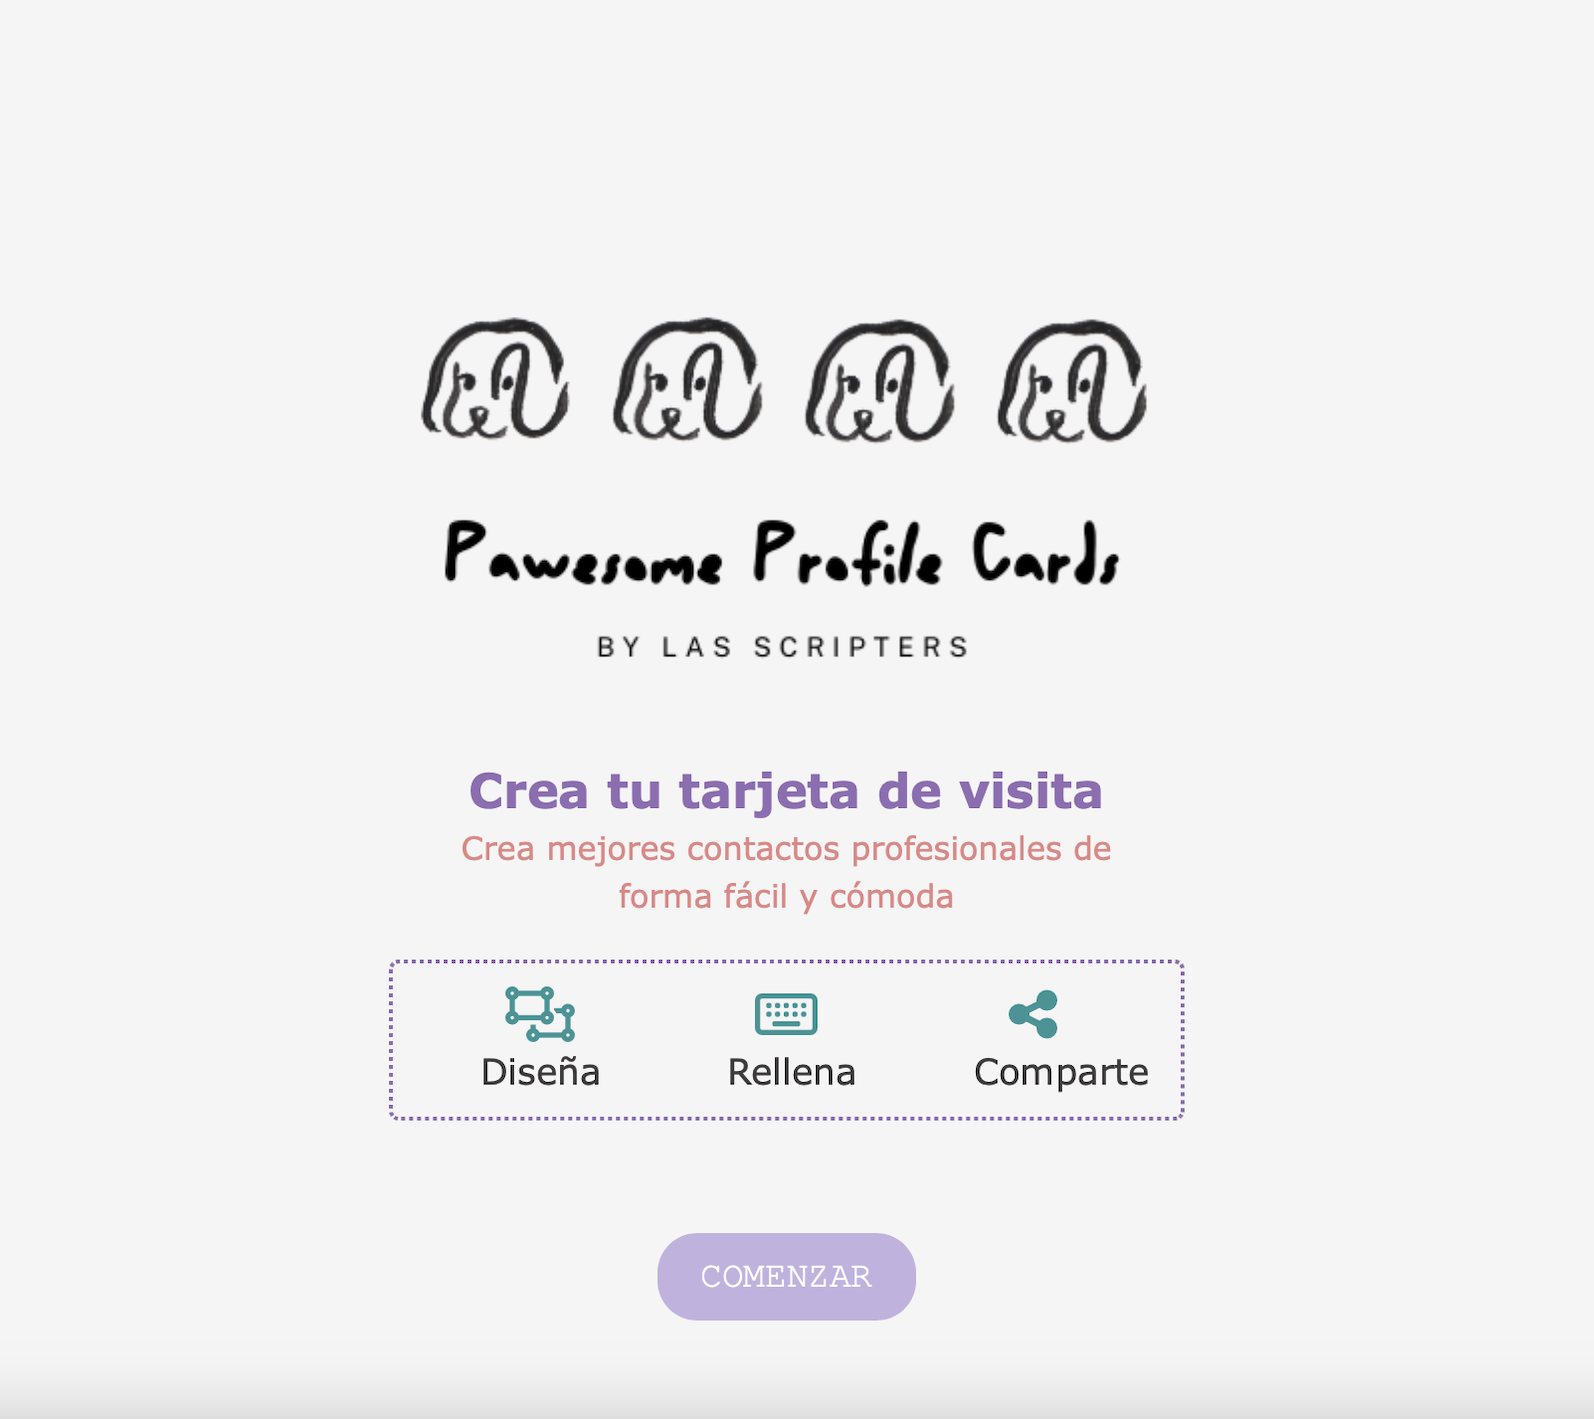 Pawesome Profile Cards
BY LAS SCRIPTERS
Crea tu tarjeta de visita
Crea mejores contactos profesionales de
forma fácil y cómoda
Diseña Rellena Comparte
COMENZAR